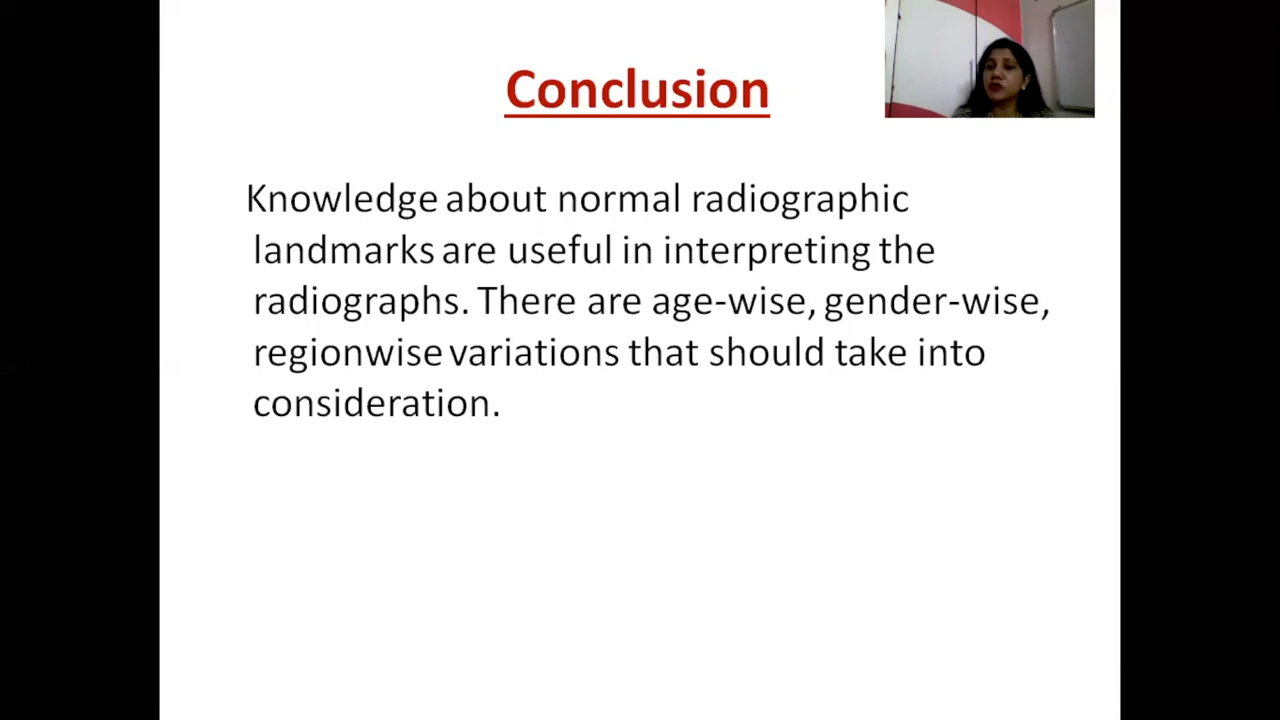 Conclusion
Knowledge about normal radiographic
landmarks are useful in interpreting the
radiographs. There are age-wise, gender-wise,
regionwise variations that should take into
consideration.